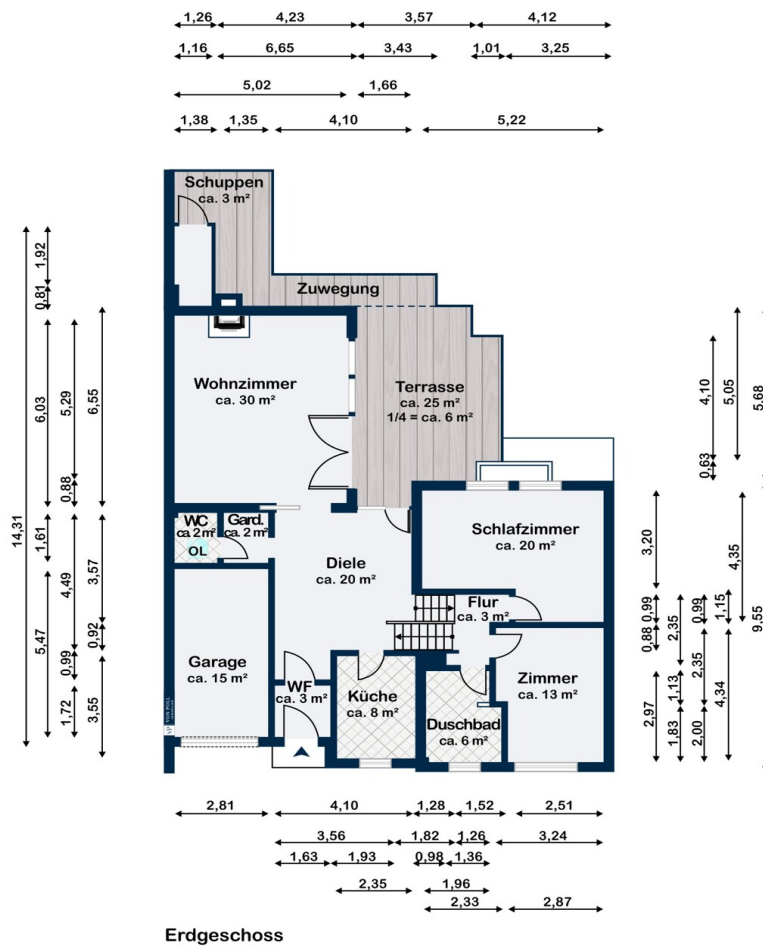 1,26 4,23 3,57 4,12
1,16 6,65 3,43 1,01 3,25
5,02 1,66
1,38 1,35 4,10 5,22
Schuppen
ca. 3 m²
Zuwegung
Wohnzimmer
ca. 30 m²
Terrasse
ca. 25 m²
1/4 = ca. 6 m²
WC
ca 2 m²
OL
Gard.
ca. 2 m²
Diele
ca. 20 m²
Schlafzimmer
ca. 20 m²
Flur
ca. 3 m²
Garage
ca. 15 m²
WF
ca. 3 m²
Küche
ca. 8 m²
Duschbad
ca. 6 m²
Zimmer
ca. 13 m²
VP VON POLL
14,31
1,92
0,81
6,03
1,61
5,47
5,29
0,88
4,49
0,99
1,72
6,55
3,57
0,92
3,55
3,20
0,99
0,88
2,97
2,35
1,13
1,83
4,10
0,63
0,99
2,35
2,00
5,05
4,35
1,15
4,34
5,68
9,55
2,81 4,10 1,28 1,52 2,51
3,56 1,82 1,26 3,24
1,63 1,93 0,98 1,36
2,35 1,96
2,33 2,87
Erdgeschoss